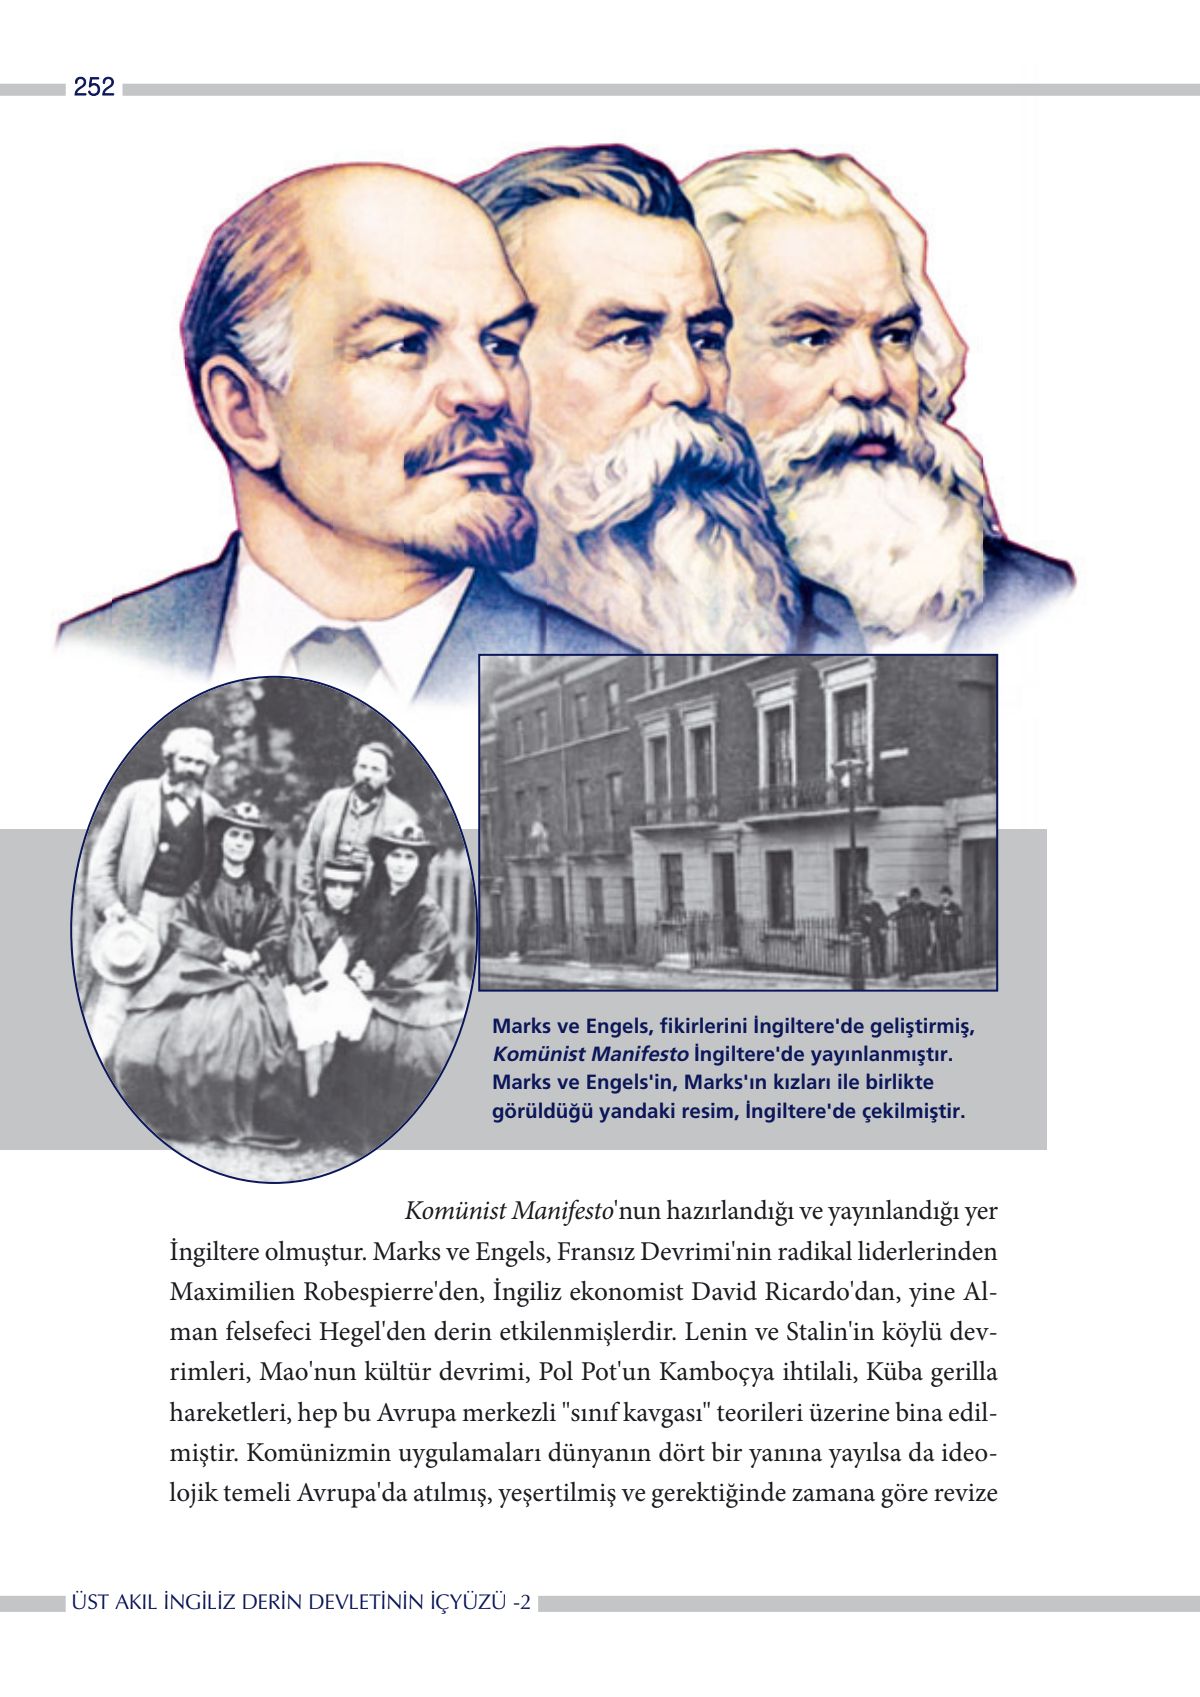 252
Marks ve Engels, fikirlerini İngiltere'de geliştirmiş,
Komünist Manifesto İngiltere'de yayınlanmıştır.
Marks ve Engels'in, Marks'ın kızları ile birlikte
görüldüğü yandaki resim, İngiltere'de çekilmiştir.
Komünist Manifesto'nun hazırlandığı ve yayınlandığı yer
İngiltere olmuştur. Marks ve Engels, Fransız Devrimi'nin radikal liderlerinden
Maximilien Robespierre'den, İngiliz ekonomist David Ricardo'dan, yine Al-
man felsefeci Hegel'den derin etkilenmişlerdir. Lenin ve Stalin'in köylü dev-
rimleri, Mao'nun kültür devrimi, Pol Pot'un Kamboçya ihtilali, Küba gerilla
hareketleri, hep bu Avrupa merkezli "sınıf kavgası" teorileri üzerine bina edil-
miştir. Komünizmin uygulamaları dünyanın dört bir yanına yayılsa da ideo-
lojik temeli Avrupa'da atılmış, yeşertilmiş ve gerektiğinde zamana göre revize
ÜST AKIL İNGİLİZ DERİN DEVLETİNİN İÇYÜZÜ -2